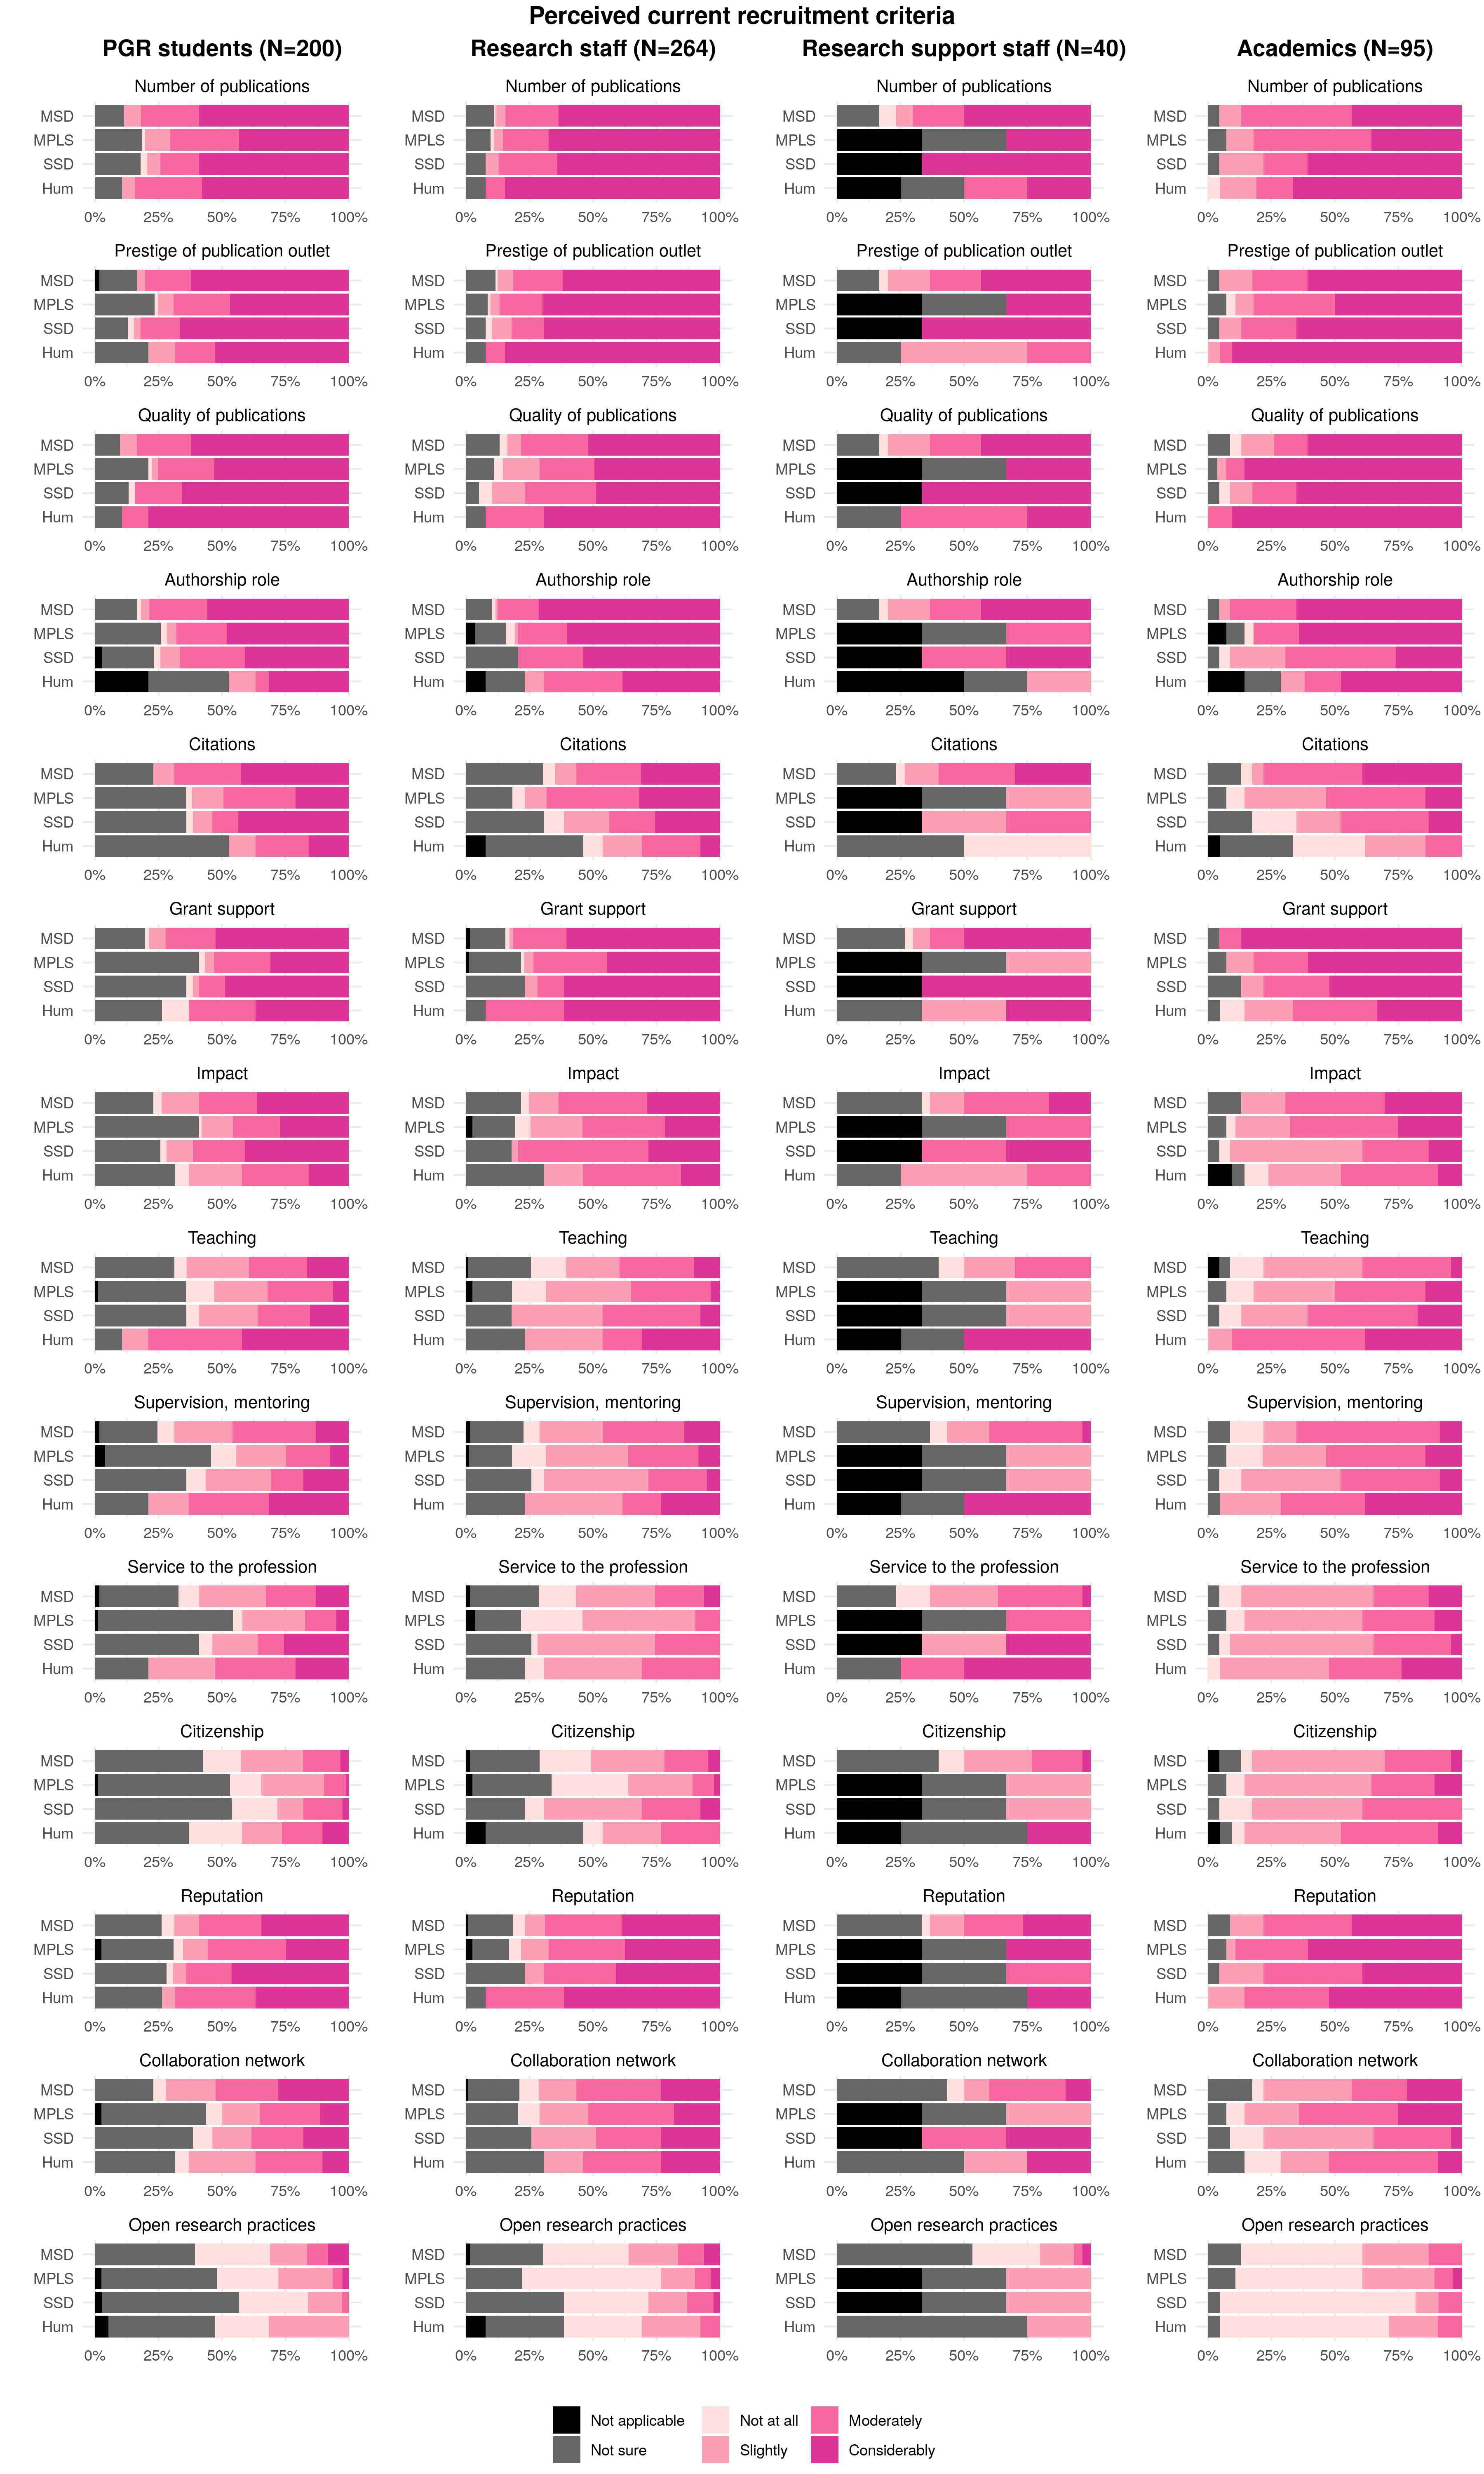 Perceived current recruitment criteria
PGR students (N=200) Research staff (N=264) Research support staff (N=40) Academics (N=95)
Number of publications Number of publications Number of publications Number of publications
MSD MSD MSD MSD
MPLS MPLS MPLS MPLS
SSD SSD SSD SSD
Hum Hum Hum Hum
0% 25% 50% 75% 100% 0% 25% 50% 75% 100% 0% 25% 50% 75% 100% 0% 25% 50% 75% 100%
Prestige of publication outlet Prestige of publication outlet Prestige of publication outlet Prestige of publication outlet
MSD MSD MSD MSD
MPLS MPLS MPLS MPLS
SSD SSD SSD SSD
Hum Hum Hum Hum
0% 25% 50% 75% 100% 0% 25% 50% 75% 100% 0% 25% 50% 75% 100% 0% 25% 50% 75% 100%
Quality of publications Quality of publications Quality of publications Quality of publications
MSD MSD MSD MSD
MPLS MPLS MPLS MPLS
SSD SSD SSD SSD
Hum Hum Hum Hum
0% 25% 50% 75% 100% 0% 25% 50% 75% 100% 0% 25% 50% 75% 100% 0% 25% 50% 75% 100%
Authorship role Authorship role Authorship role Authorship role
MSD MSD MSD MSD
MPLS MPLS MPLS MPLS
SSD SSD SSD SSD
Hum Hum Hum Hum
0% 25% 50% 75% 100% 0% 25% 50% 75% 100% 0% 25% 50% 75% 100% 0% 25% 50% 75% 100%
Citations Citations Citations Citations
MSD MSD MSD MSD
MPLS MPLS MPLS MPLS
SSD SSD SSD SSD
Hum Hum Hum Hum
0% 25% 50% 75% 100% 0% 25% 50% 75% 100% 0% 25% 50% 75% 100% 0% 25% 50% 75% 100%
Grant support Grant support Grant support Grant support
MSD MSD MSD MSD
MPLS MPLS MPLS MPLS
SSD SSD SSD SSD
Hum Hum Hum Hum
0% 25% 50% 75% 100% 0% 25% 50% 75% 100% 0% 25% 50% 75% 100% 0% 25% 50% 75% 100%
Impact Impact Impact Impact
MSD MSD MSD MSD
MPLS MPLS MPLS MPLS
SSD SSD SSD SSD
Hum Hum Hum Hum
0% 25% 50% 75% 100% 0% 25% 50% 75% 100% 0% 25% 50% 75% 100% 0% 25% 50% 75% 100%
Teaching Teaching Teaching Teaching
MSD MSD MSD MSD
MPLS MPLS MPLS MPLS
SSD SSD SSD SSD
Hum Hum Hum Hum
0% 25% 50% 75% 100% 0% 25% 50% 75% 100% 0% 25% 50% 75% 100% 0% 25% 50% 75% 100%
Supervision, mentoring Supervision, mentoring Supervision, mentoring Supervision, mentoring
MSD MSD MSD MSD
MPLS MPLS MPLS MPLS
SSD SSD SSD SSD
Hum Hum Hum Hum
0% 25% 50% 75% 100% 0% 25% 50% 75% 100% 0% 25% 50% 75% 100% 0% 25% 50% 75% 100%
Service to the profession Service to the profession Service to the profession Service to the profession
MSD MSD MSD MSD
MPLS MPLS MPLS MPLS
SSD SSD SSD SSD
Hum Hum Hum Hum
0% 25% 50% 75% 100% 0% 25% 50% 75% 100% 0% 25% 50% 75% 100% 0% 25% 50% 75% 100%
Citizenship Citizenship Citizenship Citizenship
MSD MSD MSD MSD
MPLS MPLS MPLS MPLS
SSD SSD SSD SSD
Hum Hum Hum Hum
0% 25% 50% 75% 100% 0% 25% 50% 75% 100% 0% 25% 50% 75% 100% 0% 25% 50% 75% 100%
Reputation Reputation Reputation Reputation
MSD MSD MSD MSD
MPLS MPLS MPLS MPLS
SSD SSD SSD SSD
Hum Hum Hum Hum
0% 25% 50% 75% 100% 0% 25% 50% 75% 100% 0% 25% 50% 75% 100% 0% 25% 50% 75% 100%
Collaboration network Collaboration network Collaboration network Collaboration network
MSD MSD MSD MSD
MPLS MPLS MPLS MPLS
SSD SSD SSD SSD
Hum Hum Hum Hum
0% 25% 50% 75% 100% 0% 25% 50% 75% 100% 0% 25% 50% 75% 100% 0% 25% 50% 75% 100%
Open research practices Open research practices Open research practices Open research practices
MSD MSD MSD MSD
MPLS MPLS MPLS MPLS
SSD SSD SSD SSD
Hum Hum Hum Hum
0% 25% 50% 75% 100% 0% 25% 50% 75% 100% 0% 25% 50% 75% 100% 0% 25% 50% 75% 100%
Not applicable Not at all Moderately
Not sure Slightly Considerably